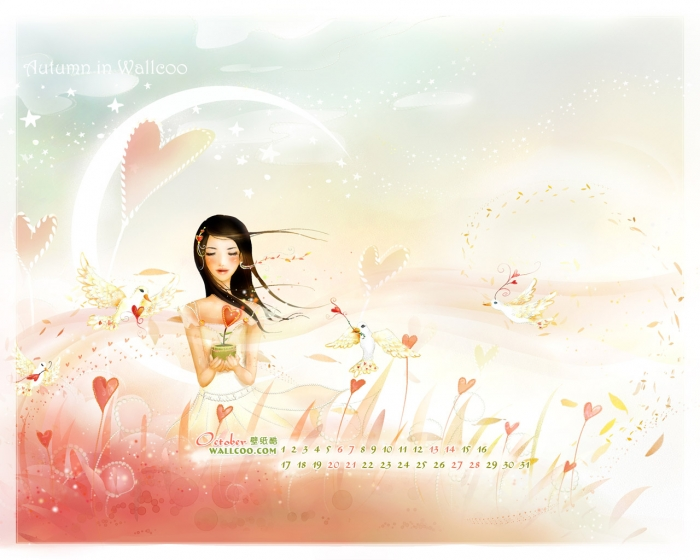 Autumn in Wallcoo
October 壁纸酷
WALLCOO.COM 1 2 3 4 5 6 7 8 9 10 11 12 13 14 15 16
17 18 19 20 21 22 23 24 25 26 27 28 29 30 31